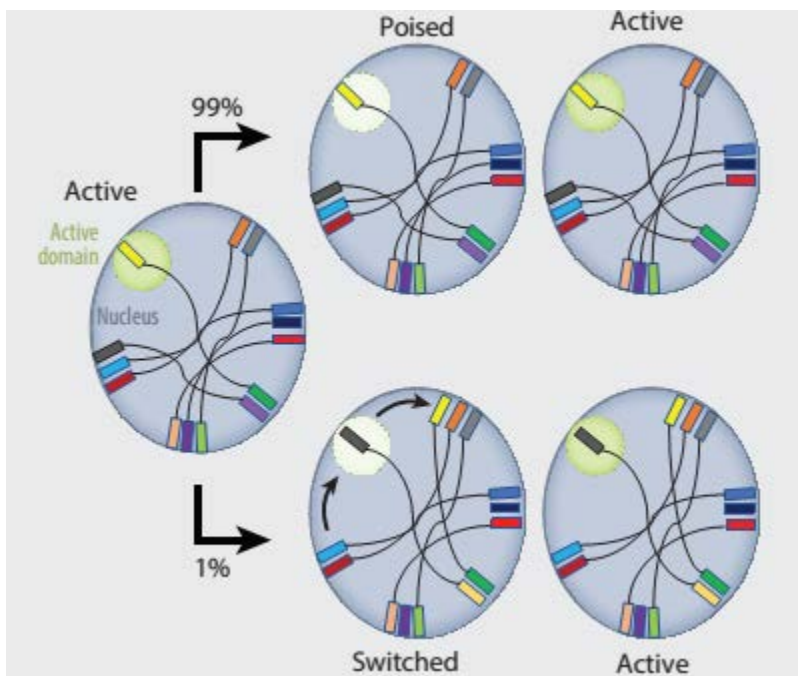 Poised
Active
99%
Active
Active
domain
Nucleus
1%
Switched
Active